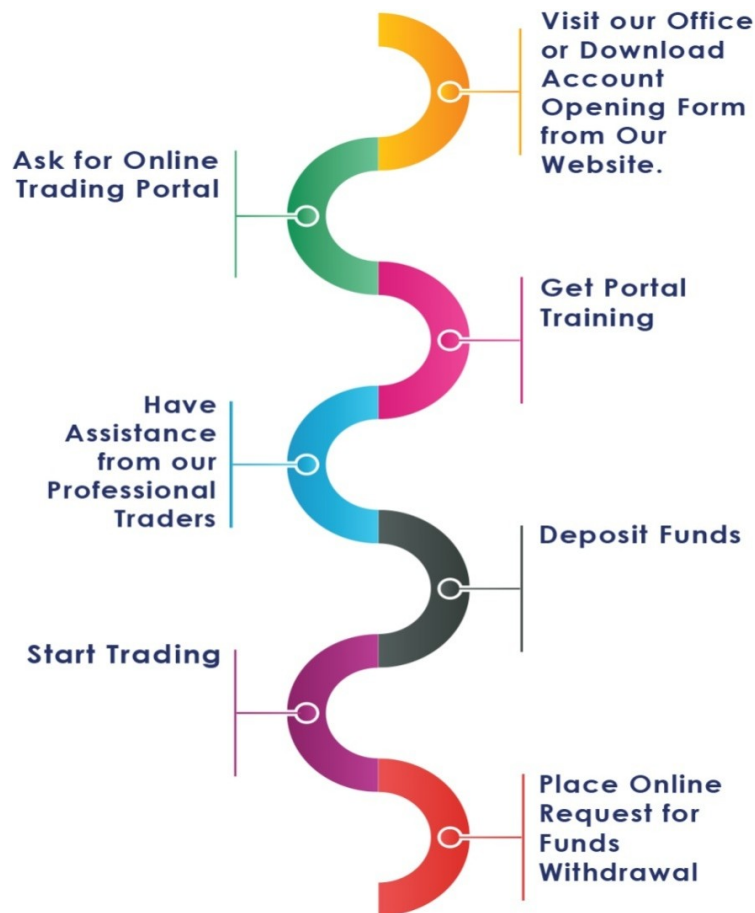 Visit our Office
or Download
Account
Opening Form
from Our
Website.
Ask for Online
Trading Portal
Get Portal
Training
Have
Assistance
from our
Professional
Traders
Deposit Funds
Start Trading
Place Online
Request for
Funds
Withdrawal